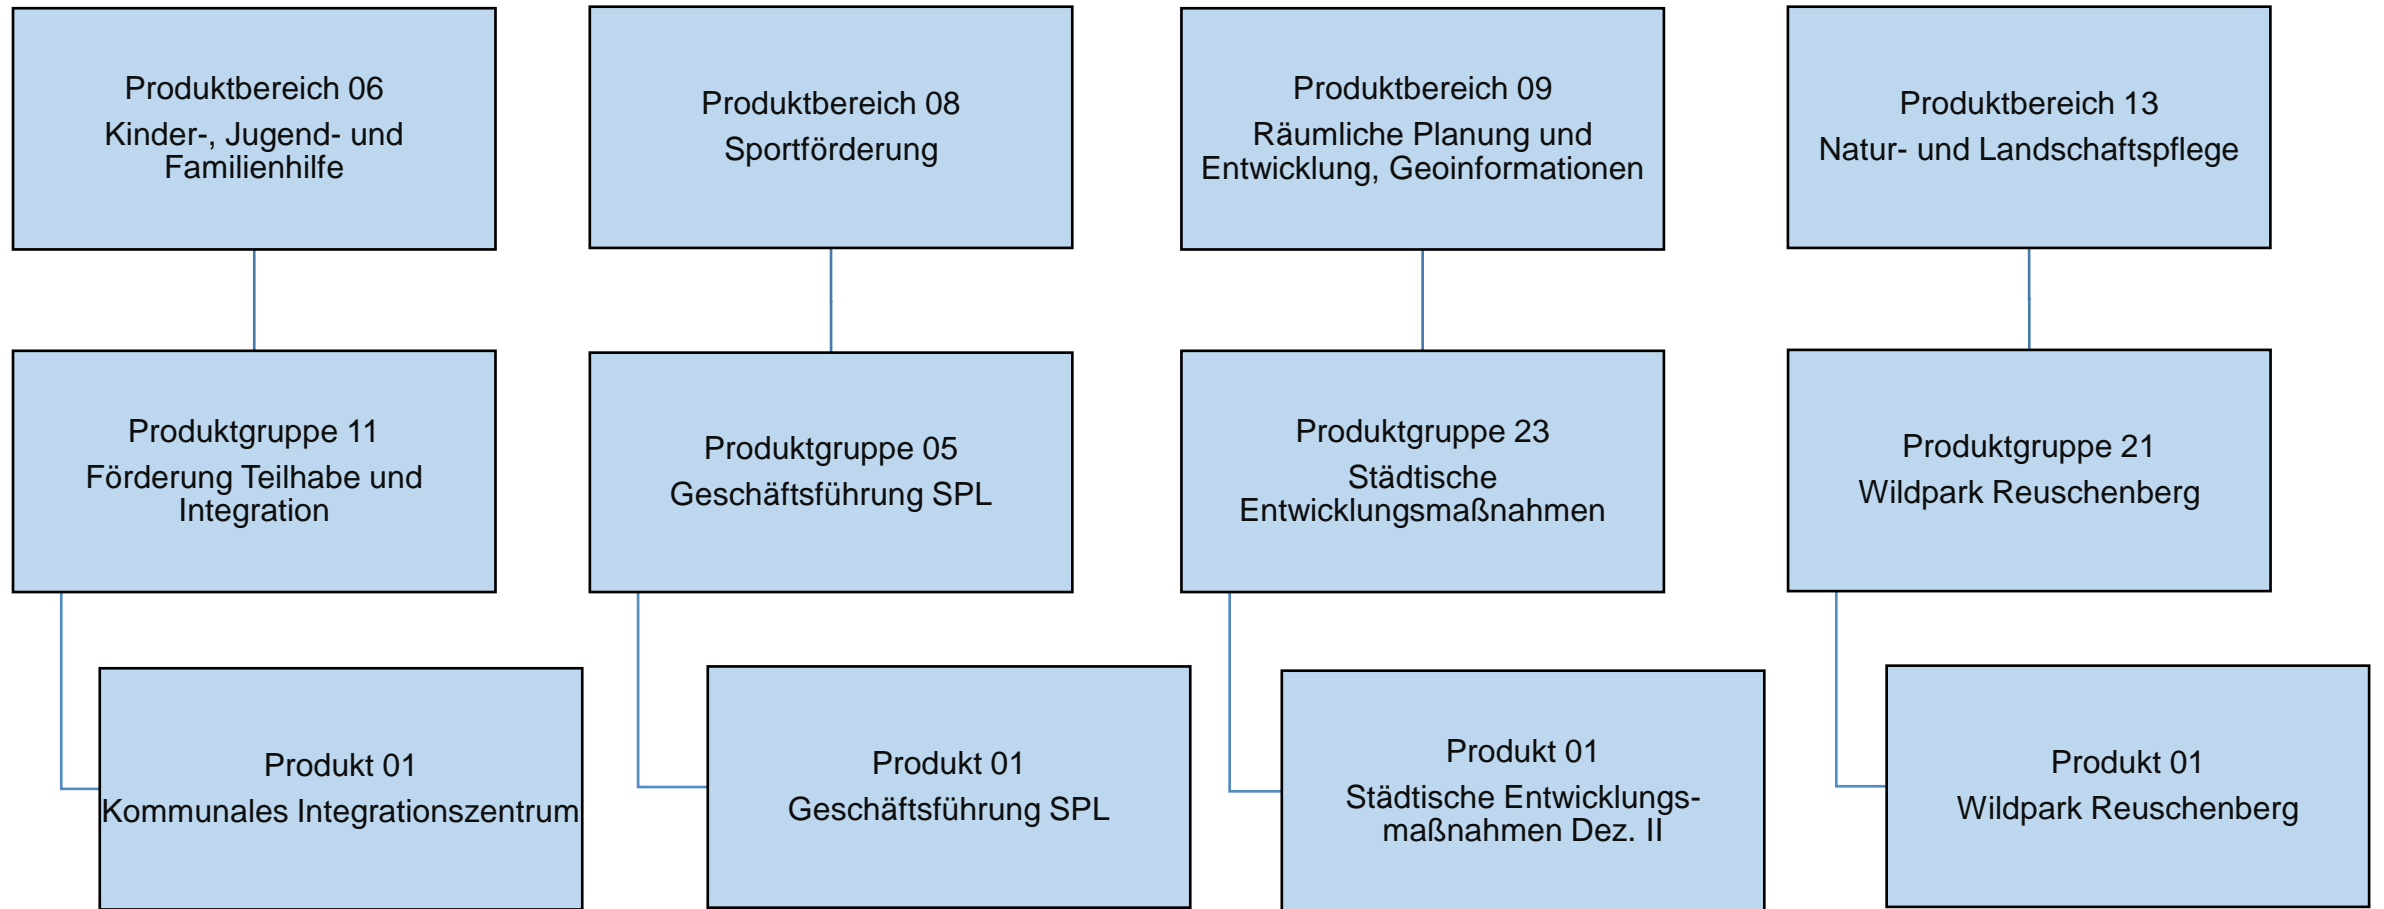 Produktbereich 06
Kinder-, Jugend- und
Familienhilfe
Produktbereich 08
Sportförderung
Produktbereich 09
Räumliche Planung und
Entwicklung, Geoinformationen
Produktbereich 13
Natur- und Landschaftspflege
Produktgruppe 11
Förderung Teilhabe und
Integration
Produktgruppe 05
Geschäftsführung SPL
Produktgruppe 23
Städtische
Entwicklungsmaßnahmen
Produktgruppe 21
Wildpark Reuschenberg
Produkt 01
Kommunales Integrationszentrum
Produkt 01
Geschäftsführung SPL
Produkt 01
Städtische Entwicklungs-
maßnahmen Dez. II
Produkt 01
Wildpark Reuschenberg